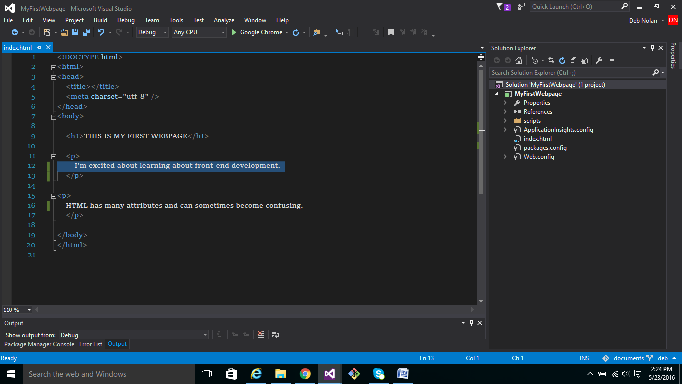 MyFirstWebpage - Microsoft Visual Studio
2
Quick Launch (Ctrl+Q)
File Edit View Project Build Debug Team Tools Test Analyze Window Help
Deb Nolan
DN
Debug Any CPU Google Chrome
index.html
Solution Explorer
Properties
Search Solution Explorer (Ctrl+;)
Solution 'MyFirstWebpage' (1 project)
MyFirstWebpage
Properties
References
scripts
ApplicationInsights.config
index.html
packages.config
Web.config
1 <!DOCTYPE html>
2 <html>
3 <head>
4 <title></title>
5 <meta charset="utf-8" />
6 </head>
7 <body>
8
9 <h1>THIS IS MY FIRST WEBPAGE</h1>
10
11 <p>
12 I'm excited about learning about front end development.
13 </p>
14
15 <p>
16 HTML has many attributes and can sometimes become confusing.
17 </p>
18
19 </body>
20 </html>
21
110 %
Output
Show output from: Debug
Package Manager Console Error List Output
Ready
Ln 13 Col 1 Ch 1 INS
documents deb
Search the web and Windows
2:24 PM
5/23/2016